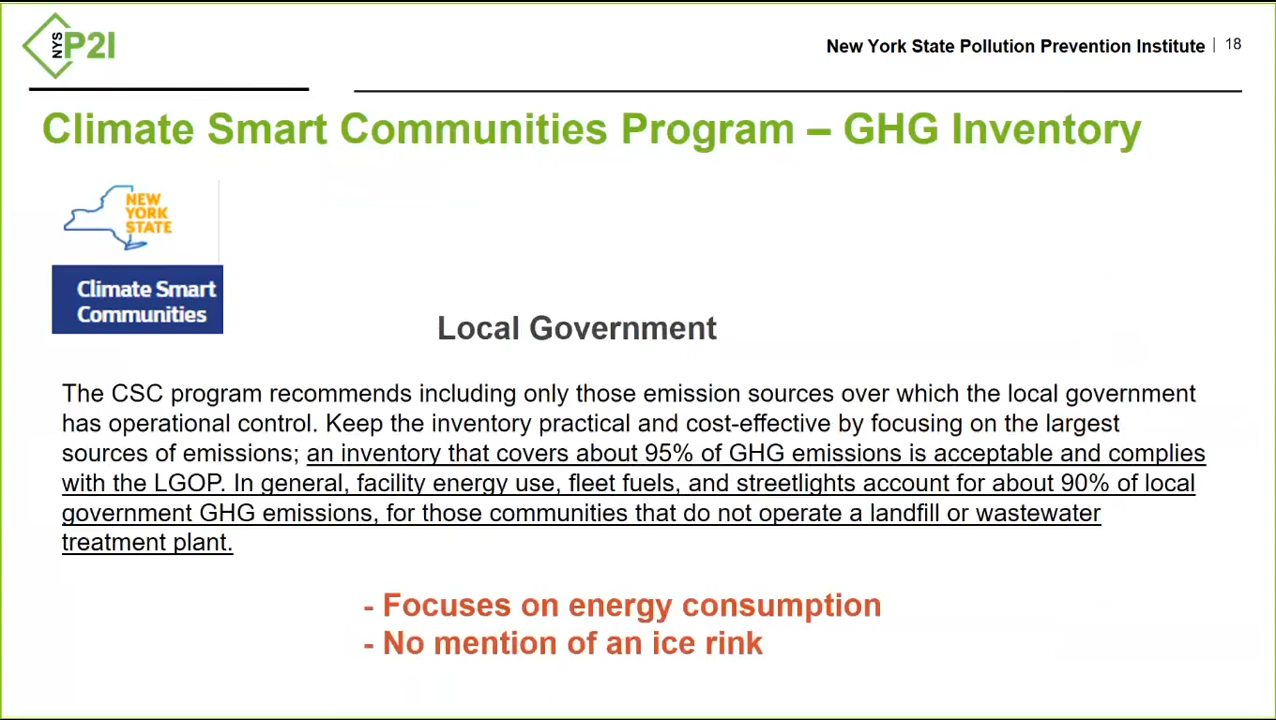 NYS P2I
New York State Pollution Prevention Institute | 18
Climate Smart Communities Program – GHG Inventory
NEW
YORK
STATE
Climate Smart
Communities
Local Government
The CSC program recommends including only those emission sources over which the local government
has operational control. Keep the inventory practical and cost-effective by focusing on the largest
sources of emissions; an inventory that covers about 95% of GHG emissions is acceptable and complies
with the LGOP. In general, facility energy use, fleet fuels, and streetlights account for about 90% of local
government GHG emissions, for those communities that do not operate a landfill or wastewater
treatment plant.
- Focuses on energy consumption
- No mention of an ice rink